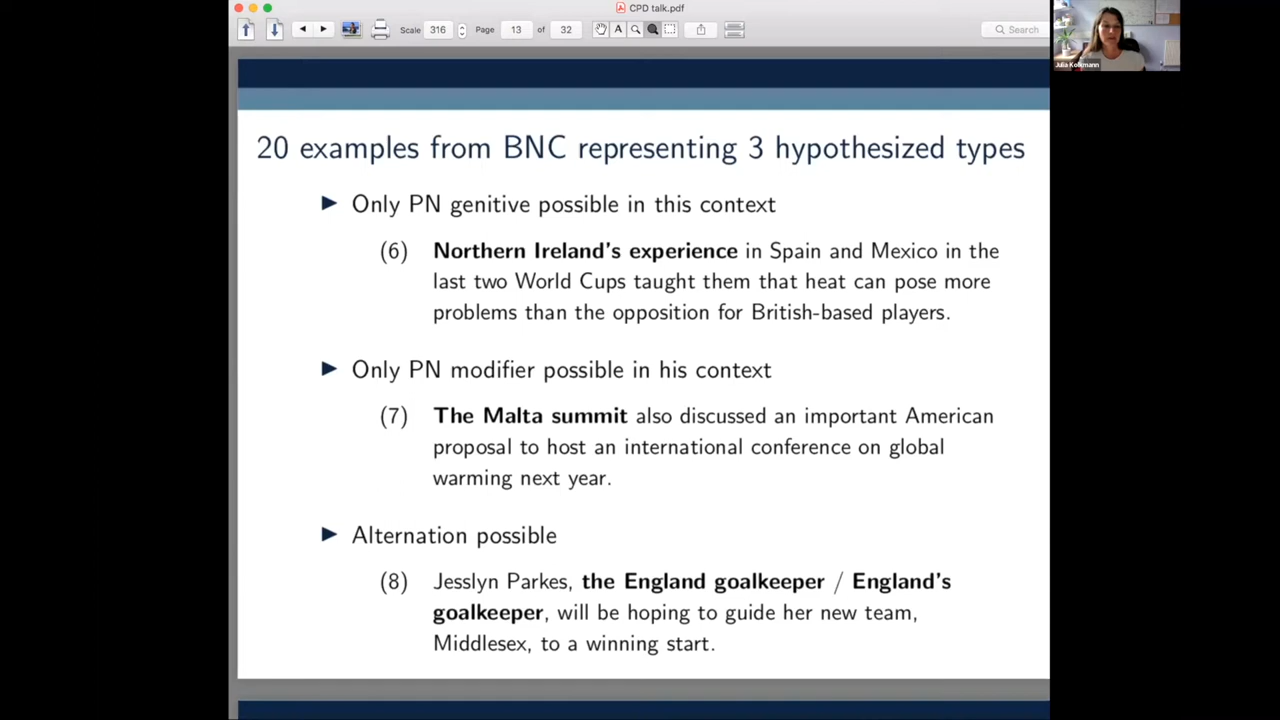 CPD talk.pdf
Scale 316 Page 13 of 32 Search
Julia Kolkmann
20 examples from BNC representing 3 hypothesized types
Only PN genitive possible in this context
(6) Northern Ireland's experience in Spain and Mexico in the
last two World Cups taught them that heat can pose more
problems than the opposition for British-based players.
Only PN modifier possible in his context
(7) The Malta summit also discussed an important American
proposal to host an international conference on global
warming next year.
Alternation possible
(8) Jesslyn Parkes, the England goalkeeper / England's
goalkeeper, will be hoping to guide her new team,
Middlesex, to a winning start.